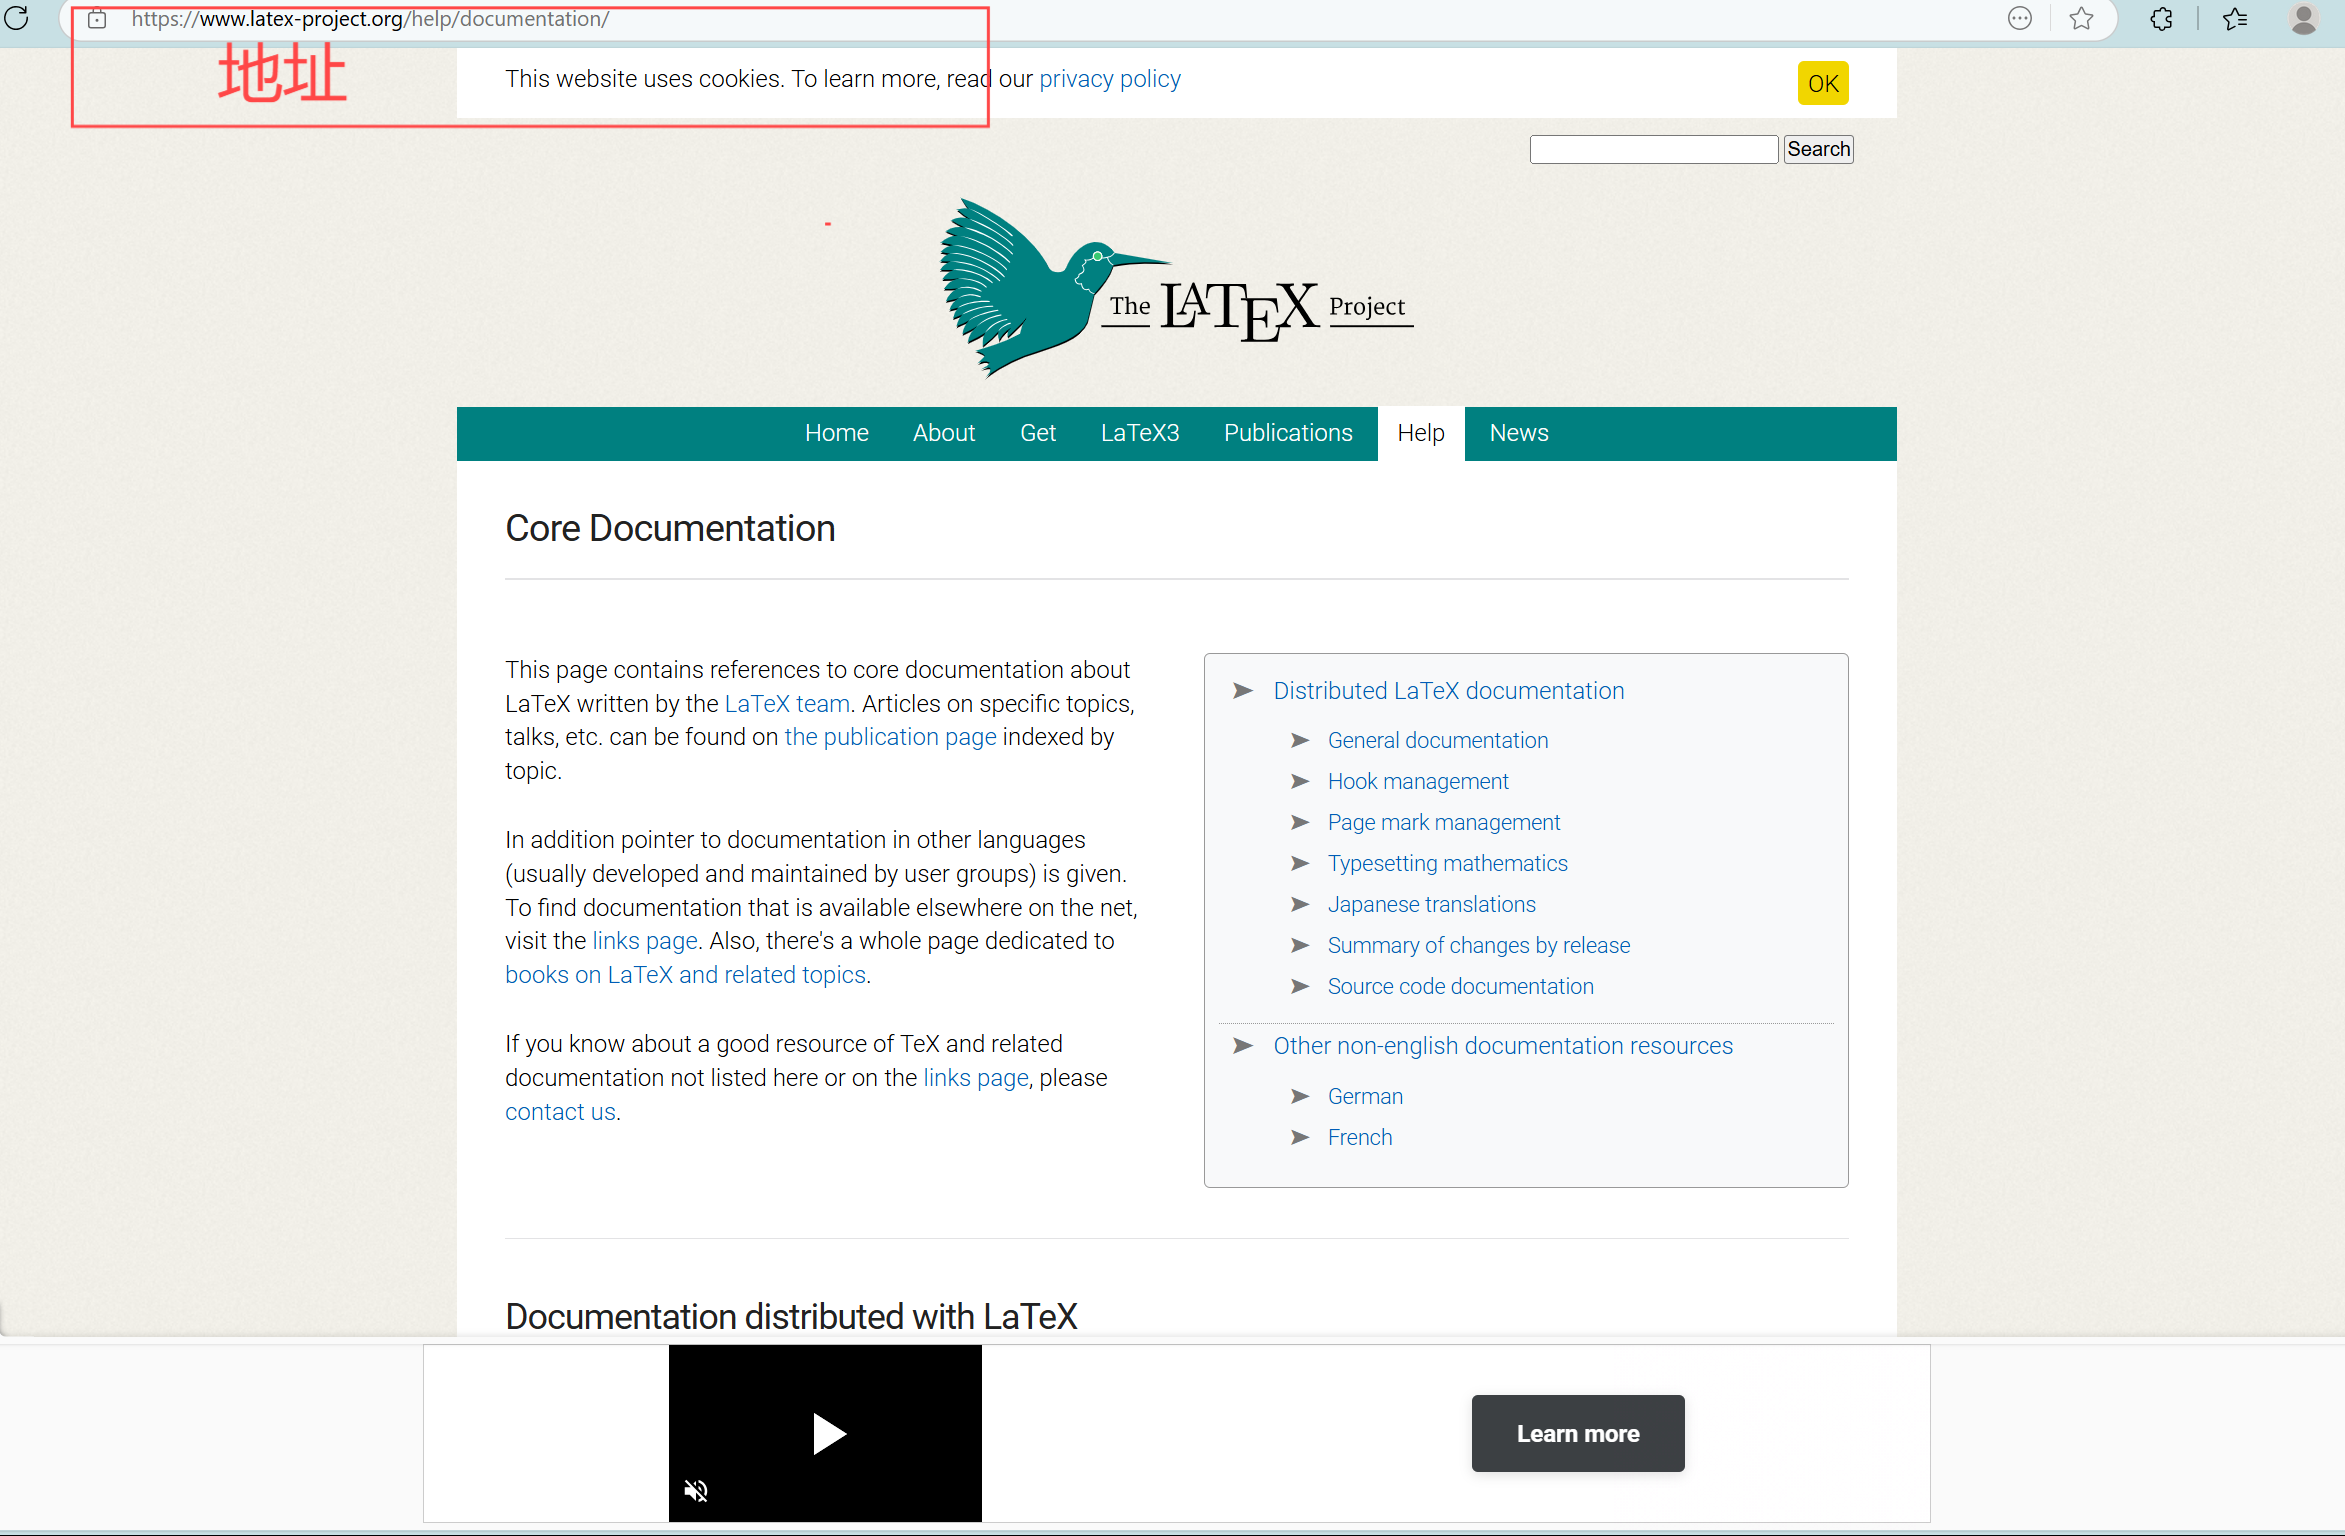 https://www.latex-project.org/help/documentation/
地址
This website uses cookies. To learn more, read our privacy policy
OK
Search
The LATEX Project
Home About Get LaTeX3 Publications Help News
Core Documentation
This page contains references to core documentation about
LaTeX written by the LaTeX team. Articles on specific topics,
talks, etc. can be found on the publication page indexed by
topic.
In addition pointer to documentation in other languages
(usually developed and maintained by user groups) is given.
To find documentation that is available elsewhere on the net,
visit the links page. Also, there's a whole page dedicated to
books on LaTeX and related topics.
If you know about a good resource of TeX and related
documentation not listed here or on the links page, please
contact us.
Distributed LaTeX documentation
General documentation
Hook management
Page mark management
Typesetting mathematics
Japanese translations
Summary of changes by release
Source code documentation
Other non-english documentation resources
German
French
Documentation distributed with LaTeX
Learn more